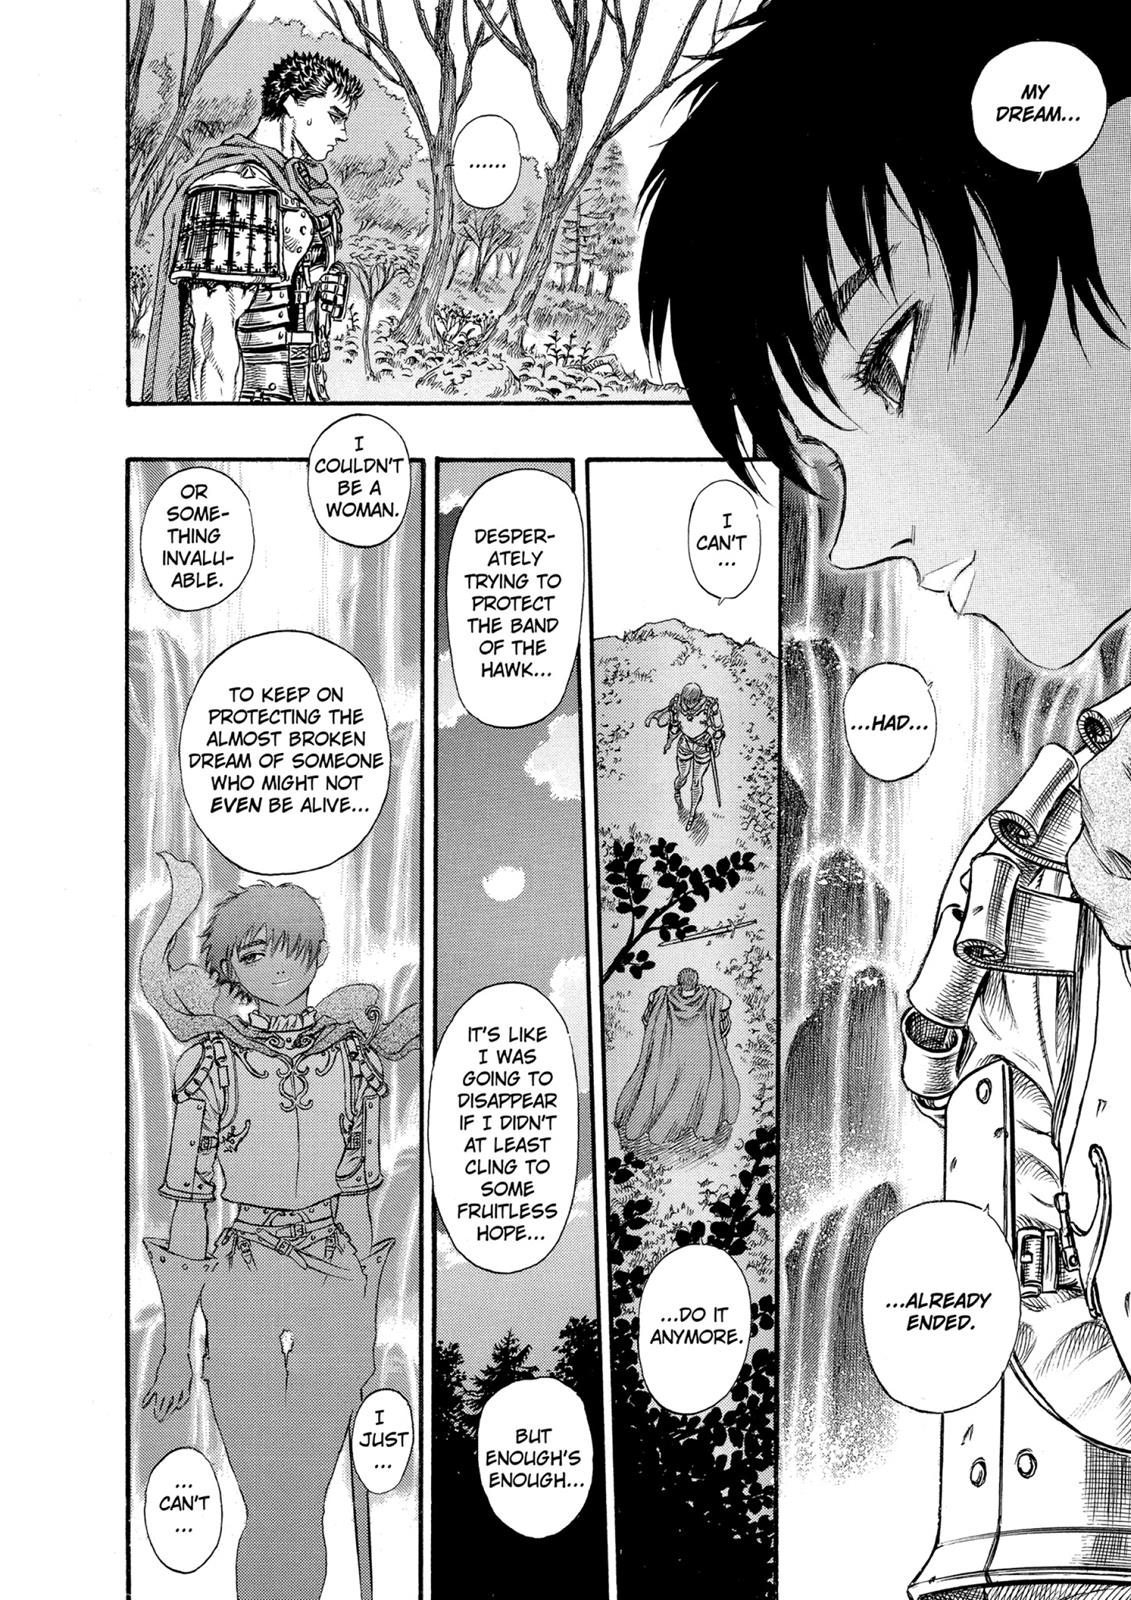 MY
DREAM...
......
...HAD...
...ALREADY
ENDED.
I
CAN'T
...
...DO IT
ANYMORE.
DESPER-
ATELY
TRYING TO
PROTECT
THE BAND
OF THE
HAWK...
IT'S LIKE
I WAS
GOING TO
DISAPPEAR
IF I DIDN'T
AT LEAST
CLING TO
SOME
FRUITLESS
HOPE...
BUT
ENOUGH'S
ENOUGH...
I
COULDN'T
BE A
WOMAN.
OR
SOME-
THING
INVALU-
ABLE.
TO KEEP ON
PROTECTING THE
ALMOST BROKEN
DREAM OF SOMEONE
WHO MIGHT NOT
EVEN BE ALIVE...
I
JUST
...
...
CAN'T
...